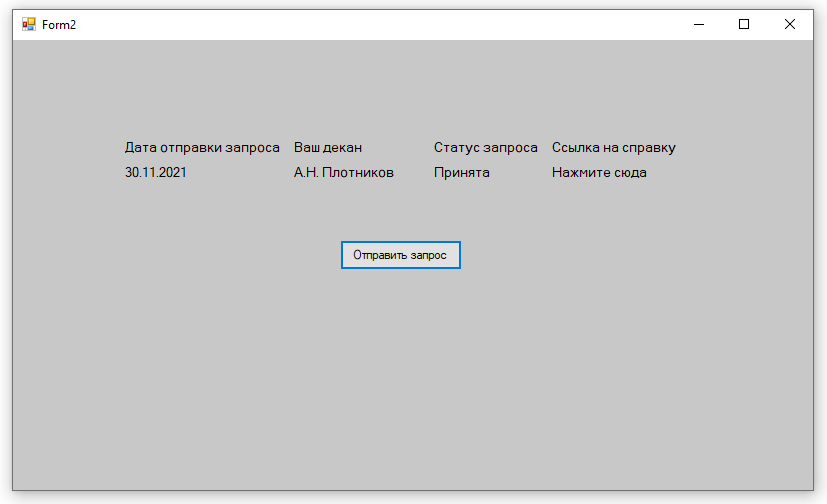 Form2
Дата отправки запроса Ваш декан Статус запроса Ссылка на справку
30.11.2021 А.Н. Плотников Принята Нажмите сюда
Отправить запрос